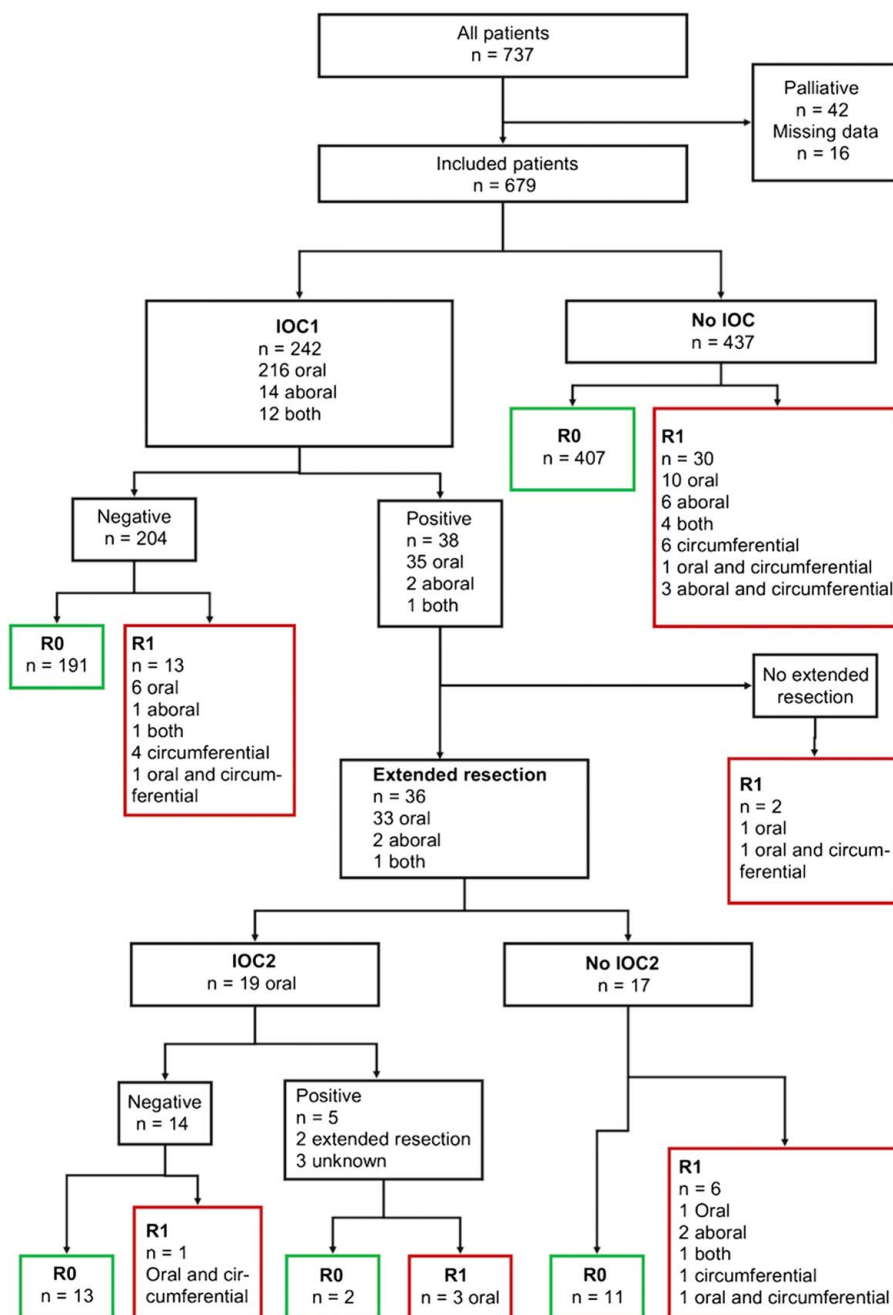 All patients
n = 737
Palliative
n = 42
Missing data
n = 16
Included patients
n = 679
IOC1
n = 242
216 oral
14 aboral
12 both
No IOC
n = 437
R0
n = 407
R1
n = 30
10 oral
6 aboral
4 both
6 circumferential
1 oral and circumferential
3 aboral and circumferential
Negative
n = 204
Positive
n = 38
35 oral
2 aboral
1 both
R0
n = 191
R1
n = 13
6 oral
1 aboral
1 both
4 circumferential
1 oral and circum-
ferential
No extended
resection
R1
n = 2
1 oral
1 oral and circum-
ferential
Extended resection
n = 36
33 oral
2 aboral
1 both
IOC2
n = 19 oral
No IOC2
n = 17
Negative
n = 14
Positive
n = 5
2 extended resection
3 unknown
R0
n = 13
R1
n = 1
Oral and cir-
cumferential
R0
n = 2
R1
n = 3 oral
R0
n = 11
R1
n = 6
1 Oral
2 aboral
1 both
1 circumferential
1 oral and circumferential